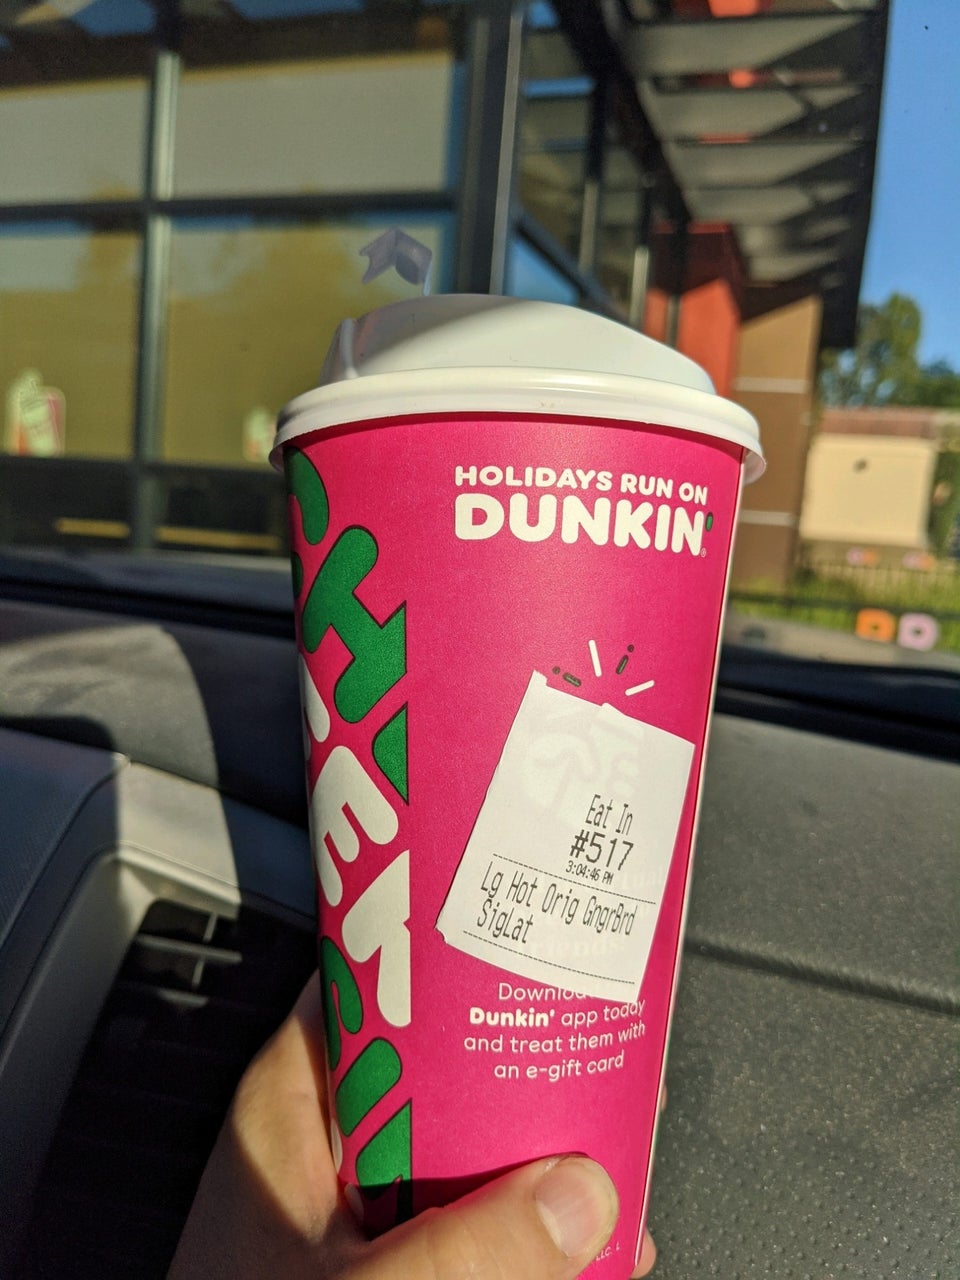 HOLIDAYS RUN ON
DUNKIN'
Eat In
#517
3:04:46 PM
Lg Hot Orig GngrBrd
SigLat
Dunkin' app today
and treat them with
an e-gift card
LLC.